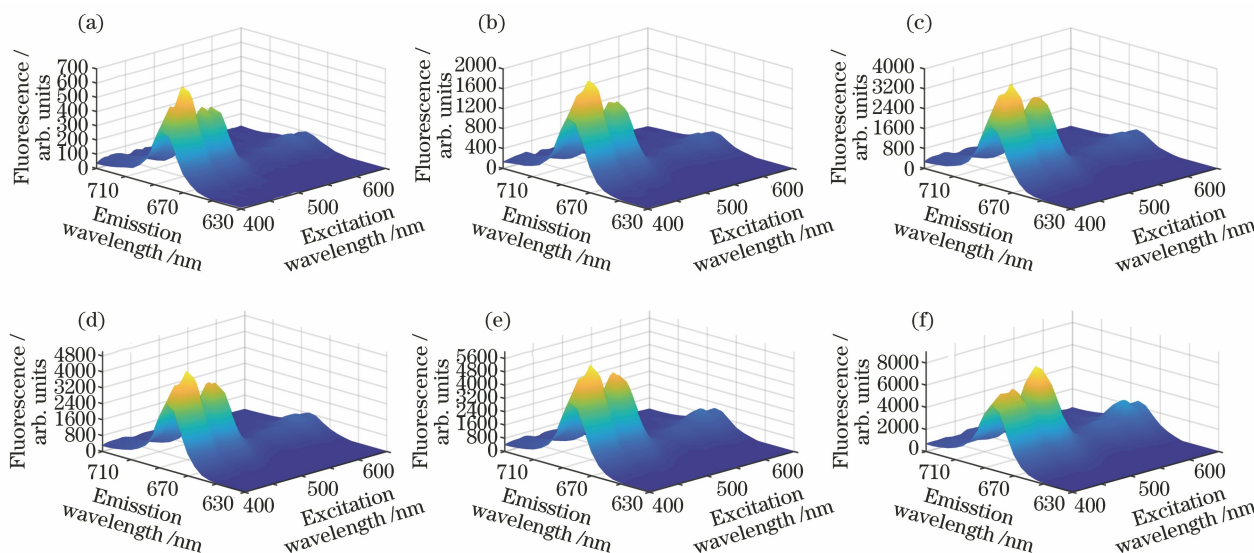 (a)
Fluorescence /
arb. units
700
600
500
400
300
200
100
0
710
670
630
400
500
600
Emisstion
wavelength /nm
Excitation
wavelength /nm
(b)
Fluorescence /
arb. units
2000
1600
1200
800
400
0
710
670
630
400
500
600
Emisstion
wavelength /nm
Excitation
wavelength /nm
(c)
Fluorescence /
arb. units
4000
3200
2400
1600
800
0
710
670
630
400
500
600
Emisstion
wavelength /nm
Excitation
wavelength /nm
(d)
Fluorescence /
arb. units
4800
4000
3200
2400
1600
800
0
710
670
630
400
500
600
Emisstion
wavelength /nm
Excitation
wavelength /nm
(e)
Fluorescence /
arb. units
5600
4800
4000
3200
2400
1600
800
0
710
670
630
400
500
600
Emisstion
wavelength /nm
Excitation
wavelength /nm
(f)
Fluorescence /
arb. units
8000
6000
4000
2000
0
710
670
630
400
500
600
Emisstion
wavelength /nm
Excitation
wavelength /nm